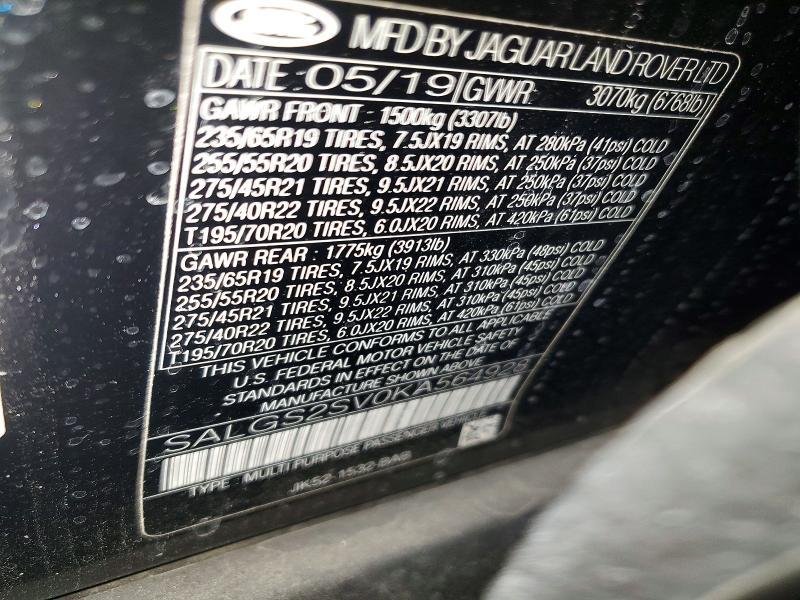 MFD BY JAGUAR LAND ROVER LTD
DATE 05/19 GVWR 3070kg (6768lb)
GAWR FRONT - 1500kg (3307lb)
235/65R19 TIRES, 7.5JX19 RIMS, AT 280kPa (41psi) COLD
255/55R20 TIRES, 8.5JX20 RIMS, AT 250kPa (37psi) COLD
275/45R21 TIRES, 9.5JX21 RIMS, AT 250kPa (37psi) COLD
275/40R22 TIRES, 9.5JX22 RIMS, AT 250kPa (37psi) COLD
T195/70R20 TIRES, 6.0JX20 RIMS, AT 420kPa (61psi) COLD
GAWR REAR - 1775kg (3913lb)
235/65R19 TIRES, 7.5JX19 RIMS, AT 330kPa (48psi) COLD
255/55R20 TIRES, 8.5JX20 RIMS, AT 310kPa (45psi) COLD
275/45R21 TIRES, 9.5JX21 RIMS, AT 310kPa (45psi) COLD
275/40R22 TIRES, 9.5JX22 RIMS, AT 310kPa (45psi) COLD
T195/70R20 TIRES, 6.0JX20 RIMS, AT 420kPa (61psi) COLD
THIS VEHICLE CONFORMS TO ALL APPLICABLE
U.S. FEDERAL MOTOR VEHICLE SAFETY
STANDARDS IN EFFECT ON THE DATE OF
MANUFACTURE SHOWN ABOVE
SALGS2SV0KA564928
TYPE : MULTI PURPOSE PASSENGER VEHICLE
JK52-1532-BAB